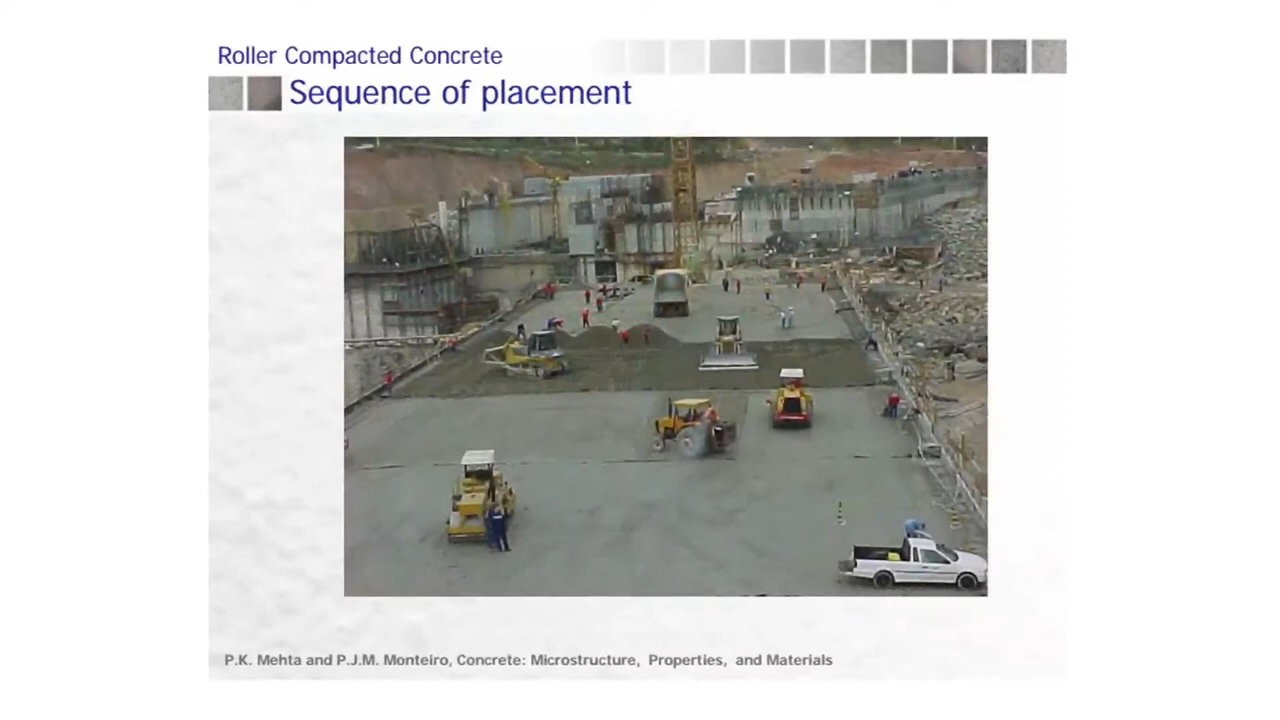 Roller Compacted Concrete
Sequence of placement
P.K. Mehta and P.J.M. Monteiro, Concrete: Microstructure, Properties, and Materials